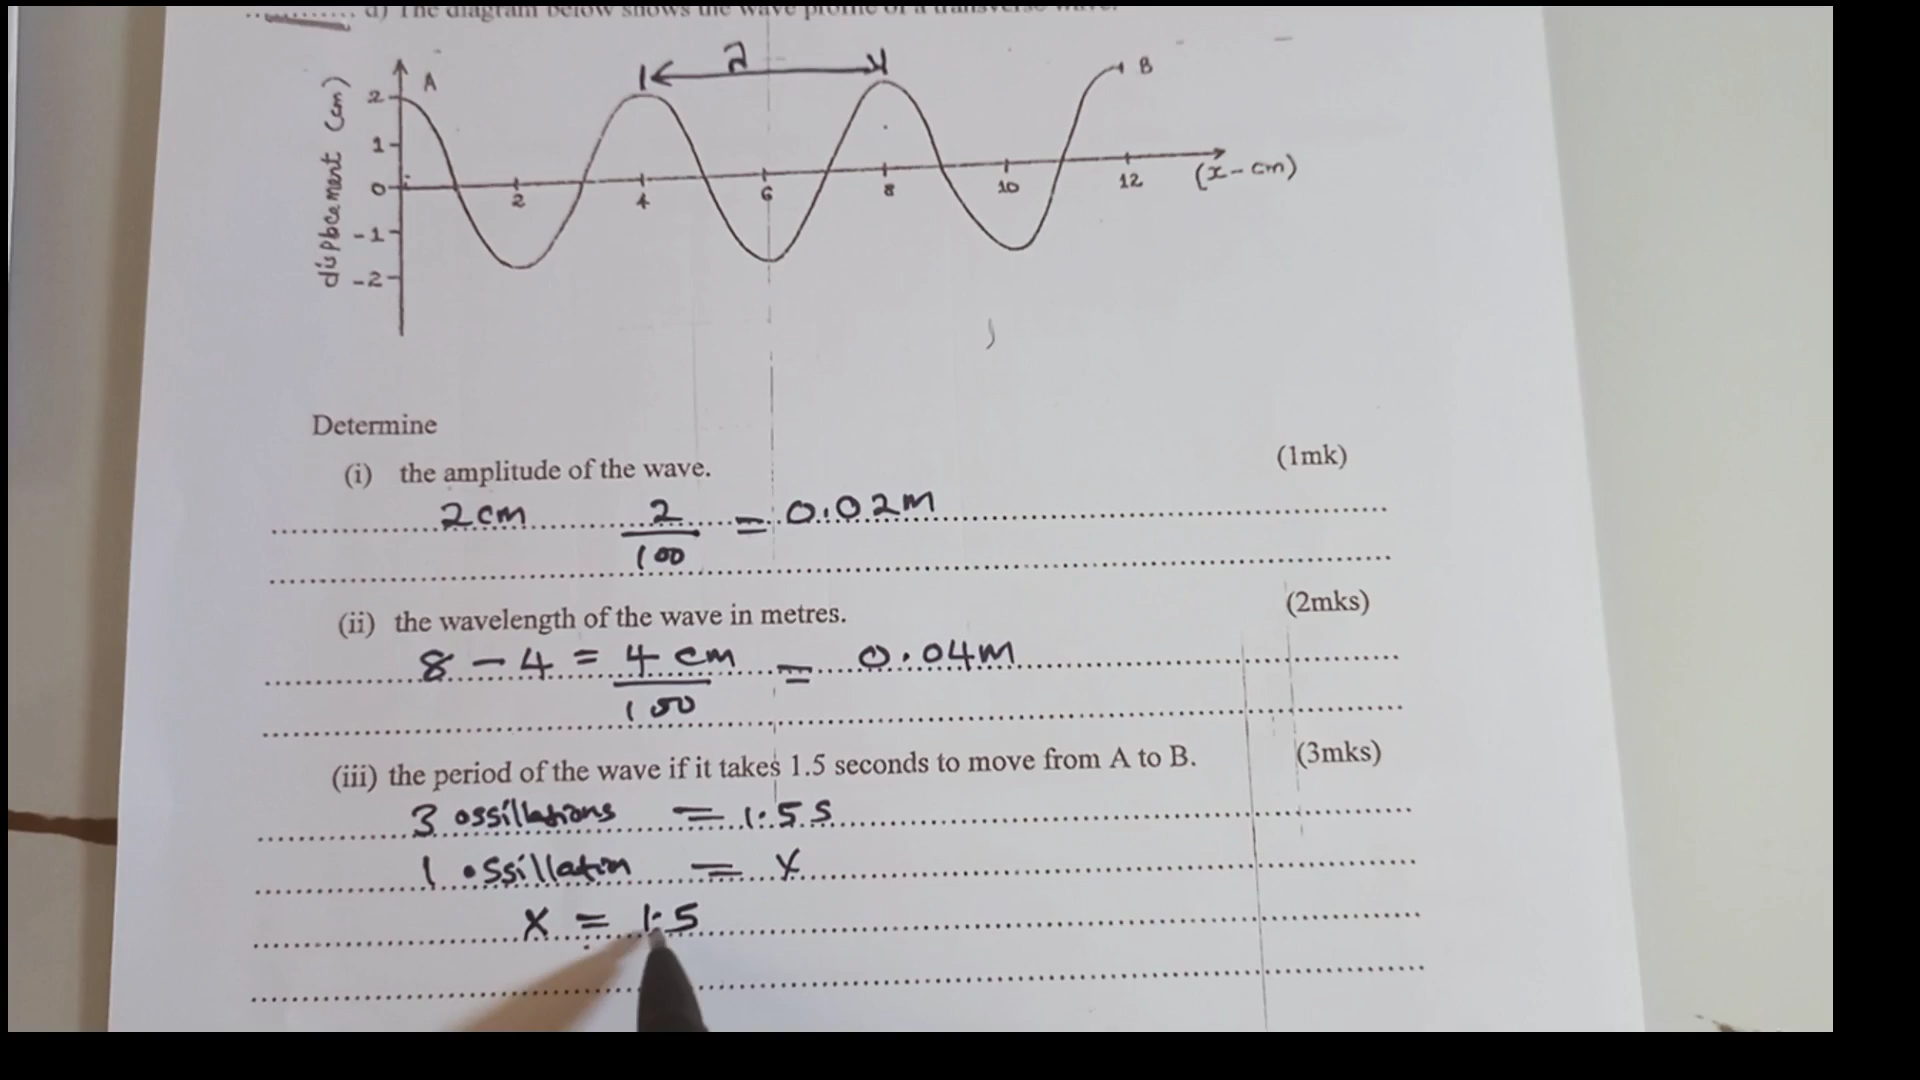 d) The diagram below shows the wave profile of a transverse wave.
A
B
2
1
0
-1
-2
displacement (cm)
2 4 6 8 10 12 (x-cm)
Determine
(i) the amplitude of the wave. (1mk)
2cm 2/100 = 0.02m
(ii) the wavelength of the wave in metres. (2mks)
8 - 4 = 4 cm/100 = 0.04m
(iii) the period of the wave if it takes 1.5 seconds to move from A to B. (3mks)
3 ossillations = 1.5 s
1 ossillation = x
x = 1.5